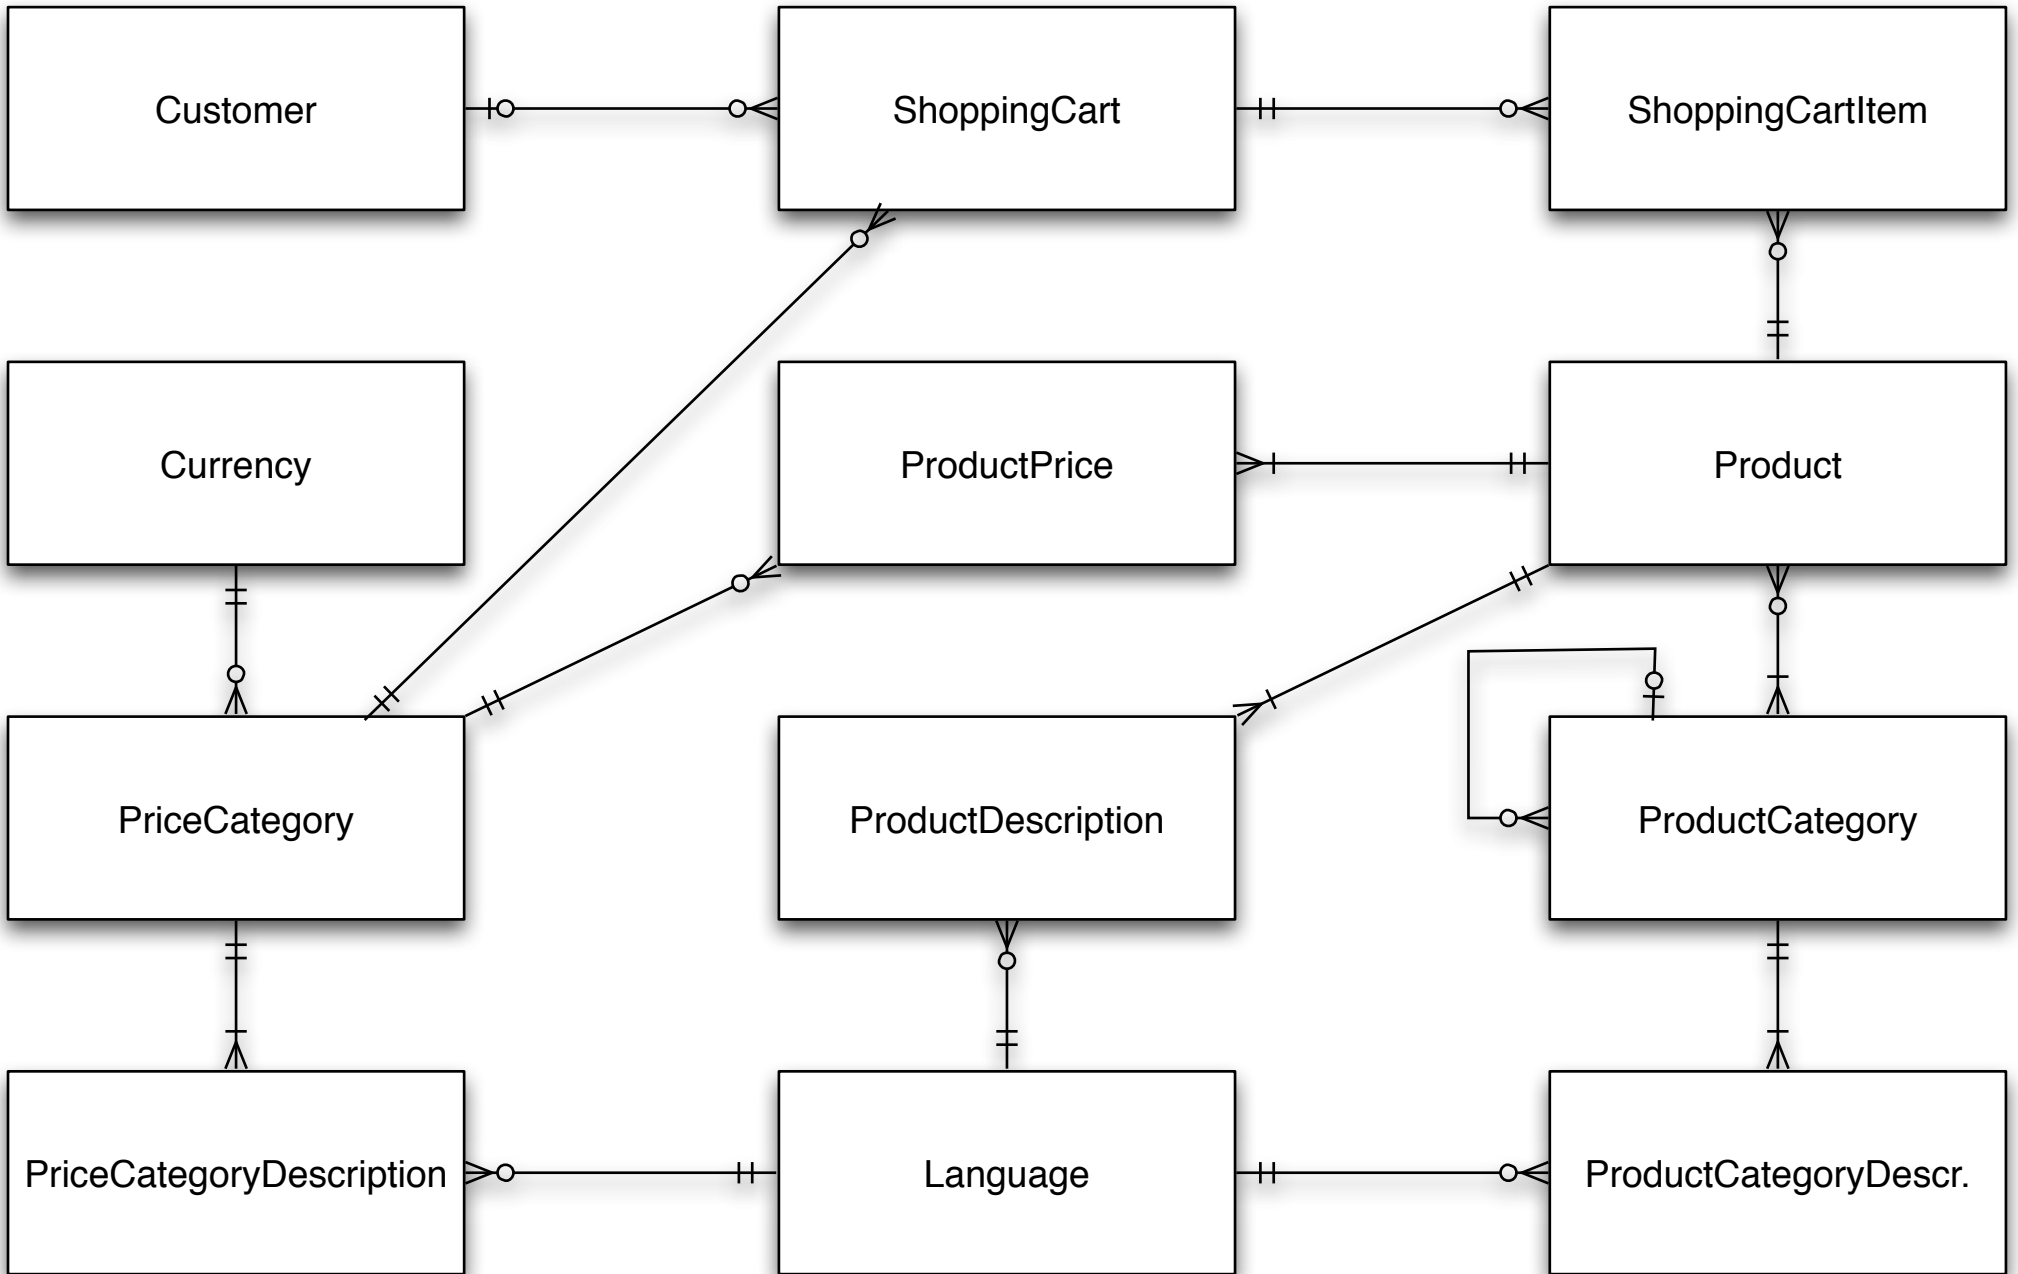 Customer
ShoppingCart
ShoppingCartItem
Currency
ProductPrice
Product
PriceCategory
ProductDescription
ProductCategory
PriceCategoryDescription
Language
ProductCategoryDescr.